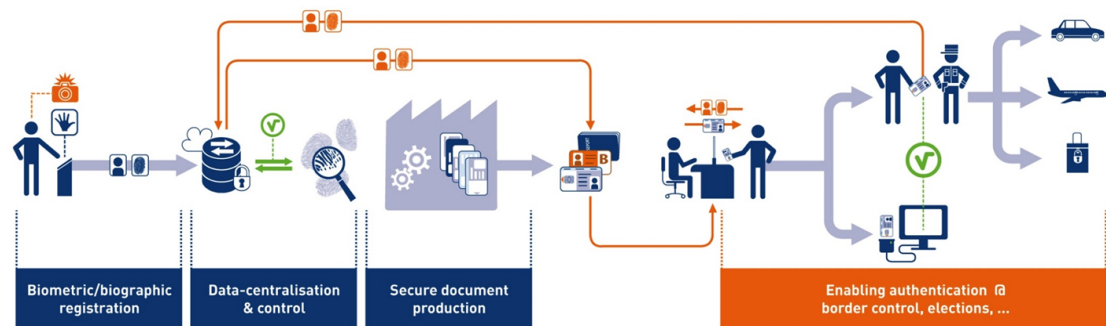 B
Biometric/biographic
registration
Data-centralisation
& control
Secure document
production
Enabling authentication @
border control, elections, ...